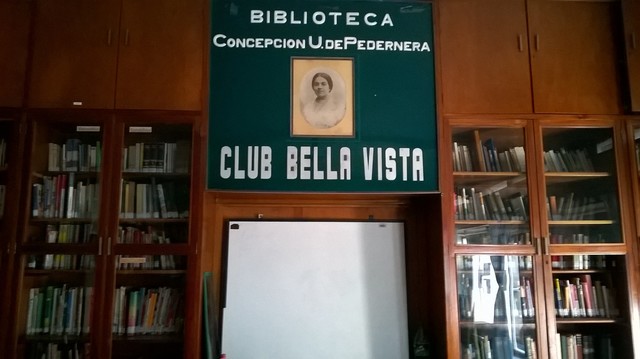 BIBLIOTECA
CONCEPCION U. DE PEDERNERA
CLUB BELLA VISTA